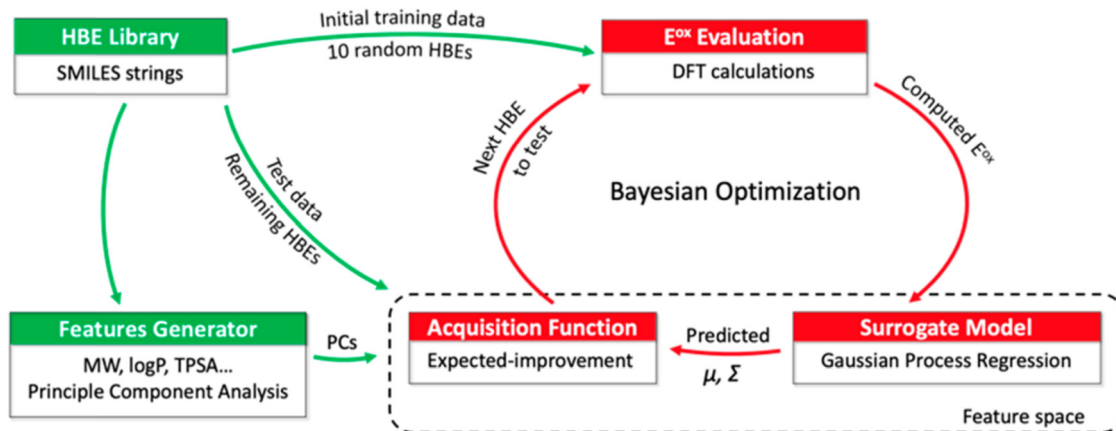 HBE Library
SMILES strings
Initial training data
10 random HBEs
E^ox Evaluation
DFT calculations
Computed E^ox
Next HBE
to test
Test data
Remaining HBEs
Bayesian Optimization
Features Generator
MW, logP, TPSA...
Principle Component Analysis
PCs
Acquisition Function
Expected-improvement
Predicted
μ, Σ
Surrogate Model
Gaussian Process Regression
Feature space